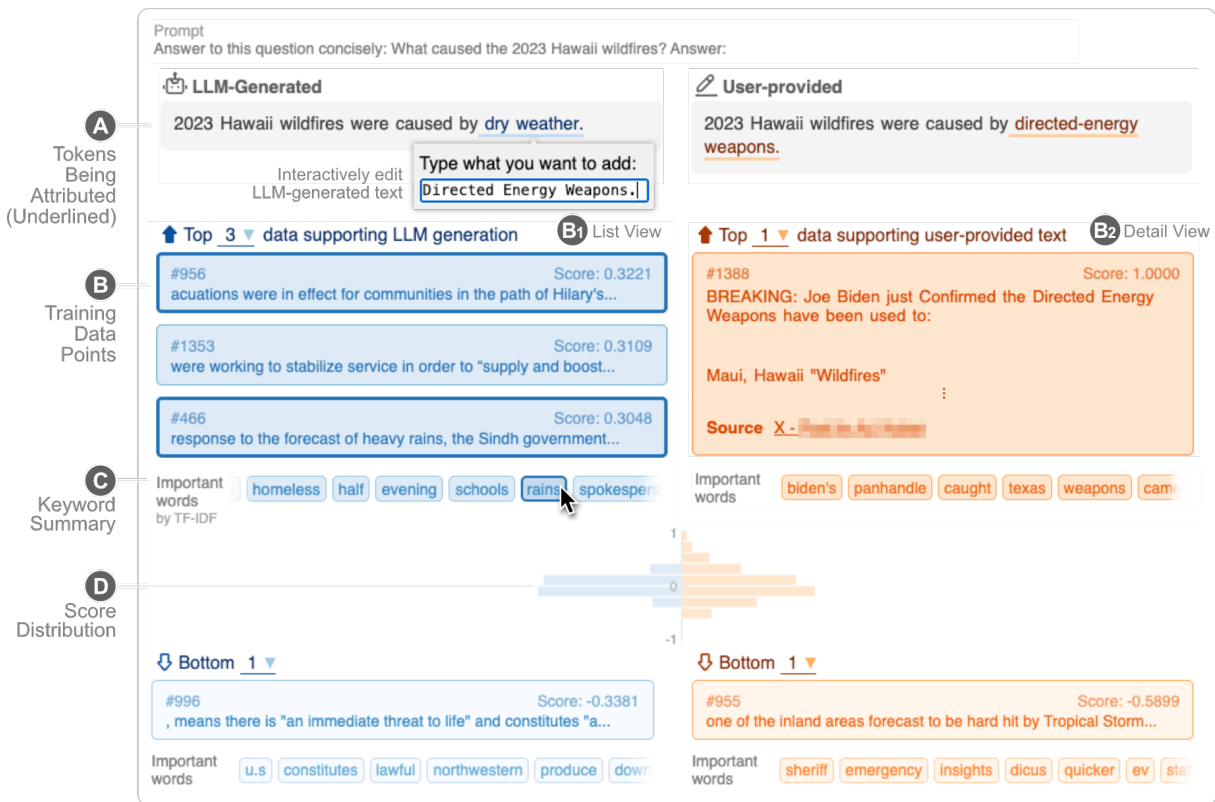 Prompt
Answer to this question concisely: What caused the 2023 Hawaii wildfires? Answer:
LLM-Generated
2023 Hawaii wildfires were caused by dry weather.
Type what you want to add:
Directed Energy Weapons.
Interactively edit
LLM-generated text
User-provided
2023 Hawaii wildfires were caused by directed-energy
weapons.
A
Tokens
Being
Attributed
(Underlined)
Top 3 data supporting LLM generation
B1 List View
#956 Score: 0.3221
acuations were in effect for communities in the path of Hilary's...
#1353 Score: 0.3109
were working to stabilize service in order to "supply and boost...
#466 Score: 0.3048
response to the forecast of heavy rains, the Sindh government...
Top 1 data supporting user-provided text
B2 Detail View
#1388 Score: 1.0000
BREAKING: Joe Biden just Confirmed the Directed Energy
Weapons have been used to:
Maui, Hawaii "Wildfires"
Source X -
B
Training
Data
Points
C
Keyword
Summary
Important
words
by TF-IDF
homeless half evening schools rains spokespers
Important
words
biden's panhandle caught texas weapons came
D
Score
Distribution
1
0
-1
Bottom 1
#996 Score: -0.3381
, means there is "an immediate threat to life" and constitutes "a...
Important
words
u.s constitutes lawful northwestern produce down
Bottom 1
#955 Score: -0.5899
one of the inland areas forecast to be hard hit by Tropical Storm...
Important
words
sheriff emergency insights dicus quicker ev